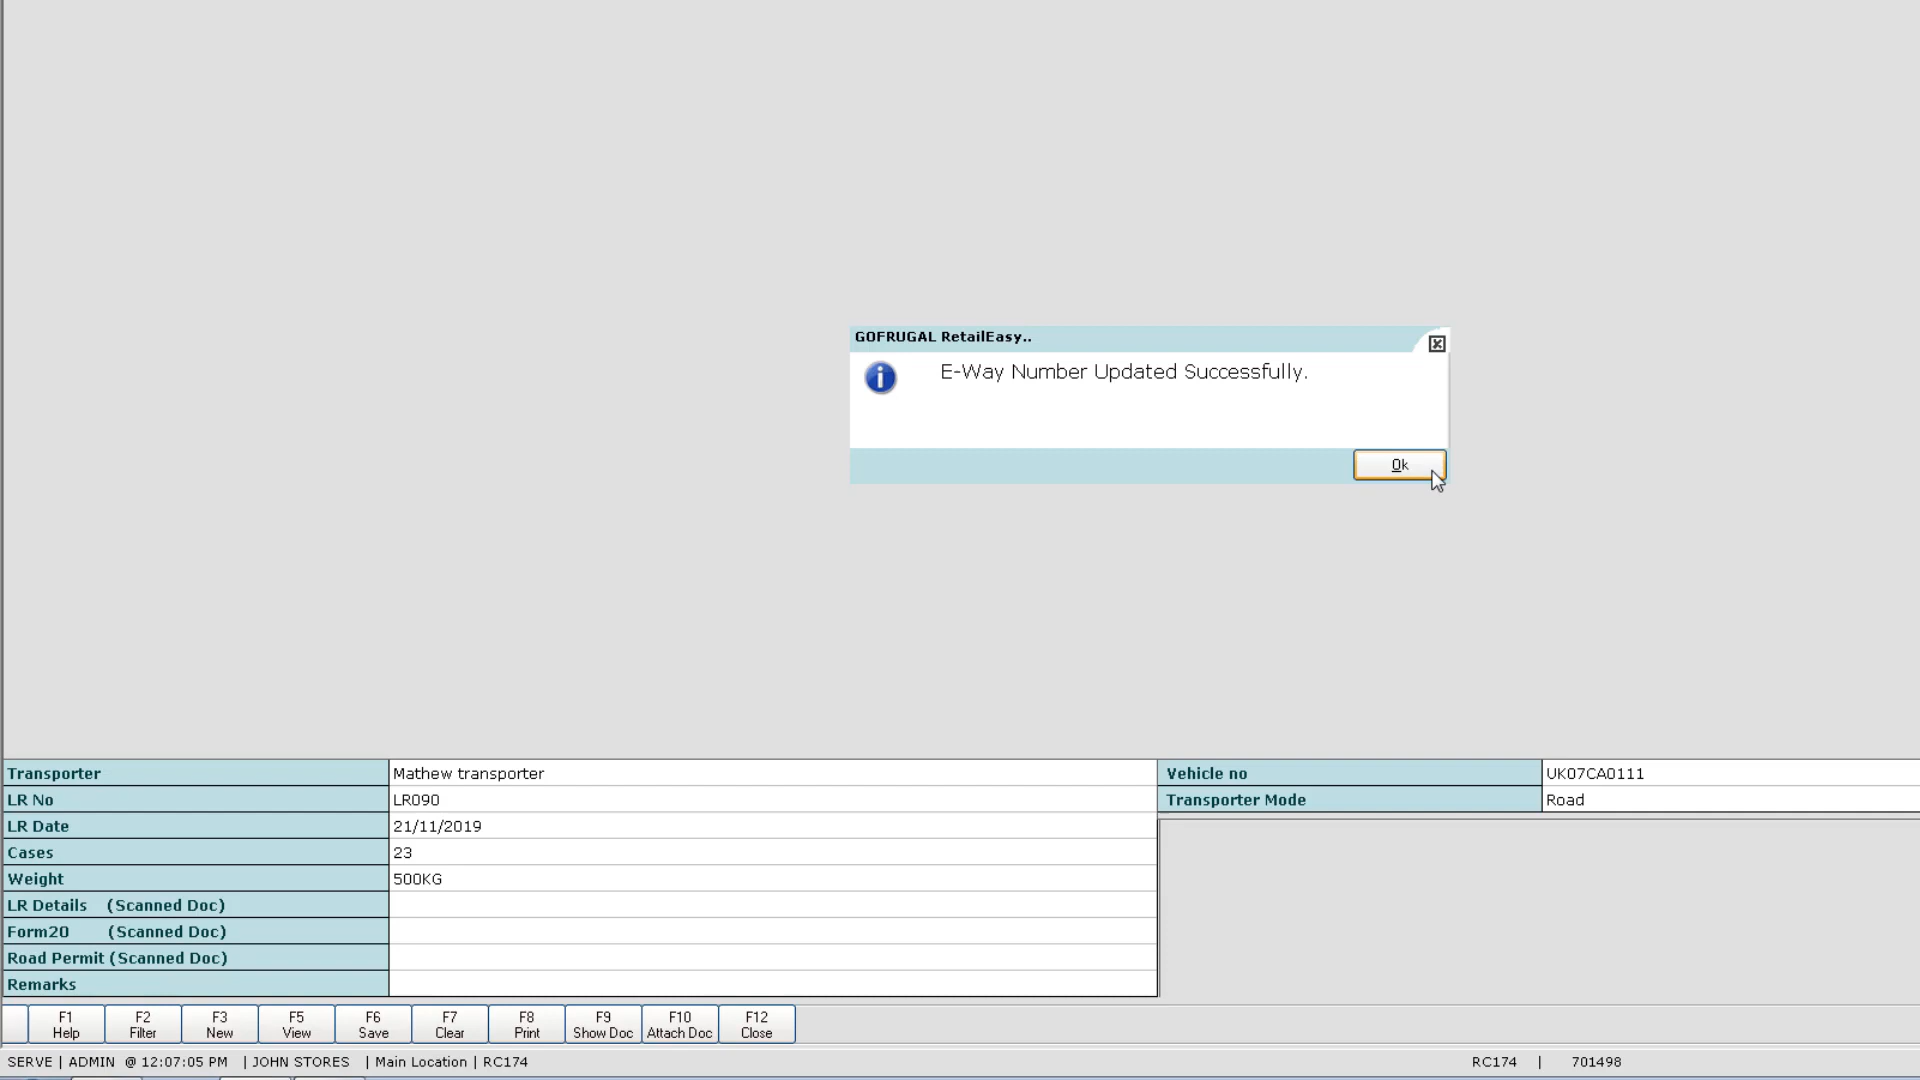 GOFRUGAL RetailEasy..
E-Way Number Updated Successfully.
Ok
Transporter Mathew transporter Vehicle no UK07CA0111
LR No LR090 Transporter Mode Road
LR Date 21/11/2019
Cases 23
Weight 500KG
LR Details (Scanned Doc)
Form20 (Scanned Doc)
Road Permit (Scanned Doc)
Remarks
F1 F2 F3 F5 F6 F7 F8 F9 F10 F12
Help Filter New View Save Clear Print Show Doc Attach Doc Close
SERVE | ADMIN @ 12:07:05 PM | JOHN STORES | Main Location | RC174 RC174 | 701498